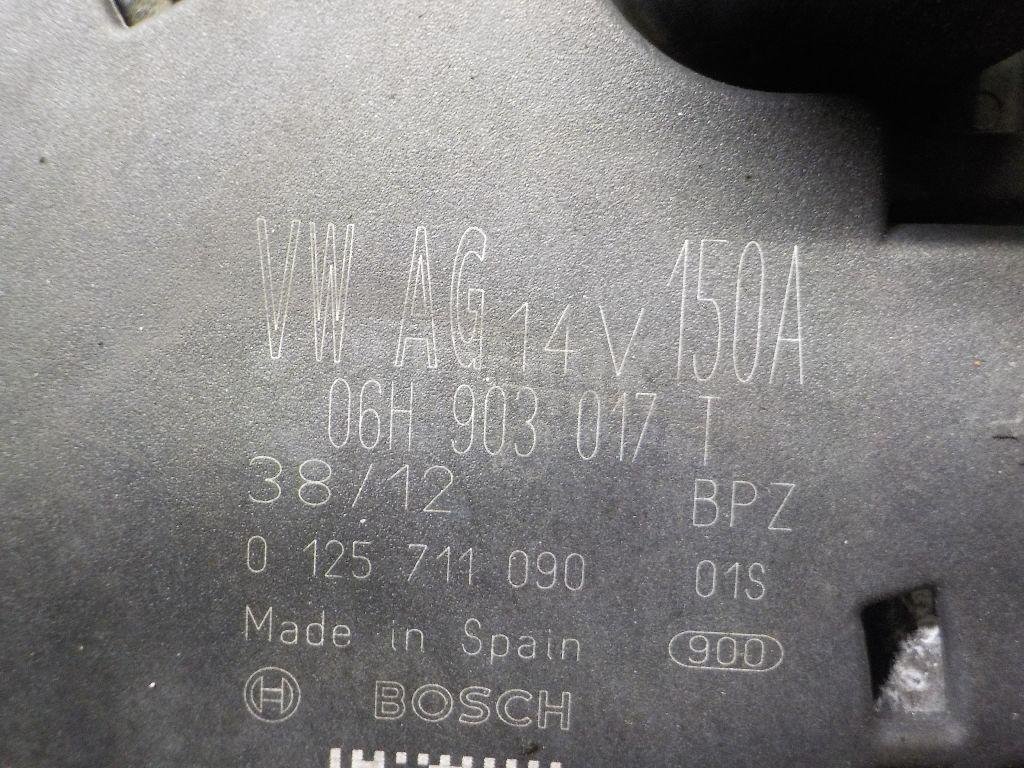 VW AG 14V 150A
06H 903 017 T
38/12 BPZ
0 125 711 090 01S
Made in Spain 900
BOSCH